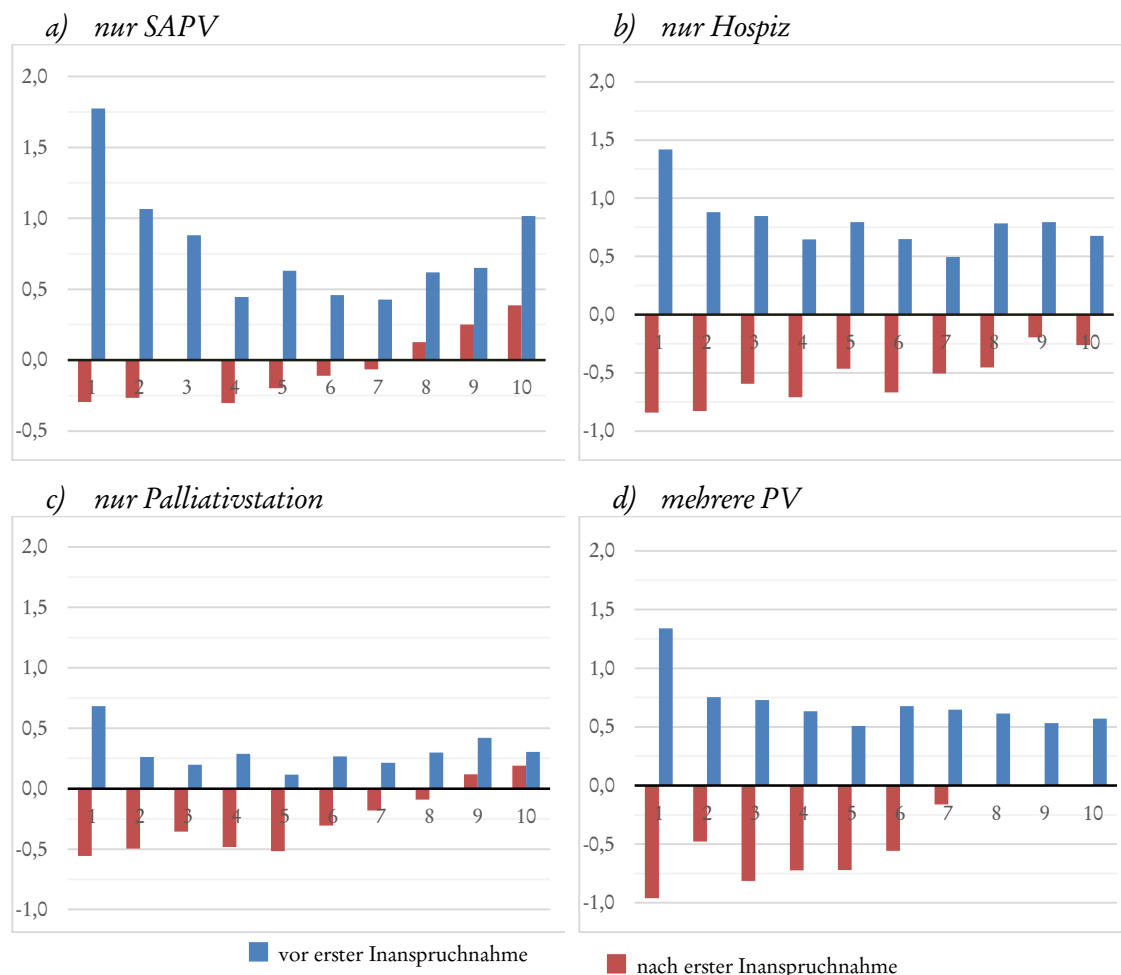 a) nur SAPV
2,0
1,5
1,0
0,5
0,0
-0,5
1 2 3 4 5 6 7 8 9 10
b) nur Hospiz
2,0
1,5
1,0
0,5
0,0
-0,5
-1,0
1 2 3 4 5 6 7 8 9 10
c) nur Palliativstation
2,0
1,5
1,0
0,5
0,0
-0,5
-1,0
1 2 3 4 5 6 7 8 9 10
d) mehrere PV
2,0
1,5
1,0
0,5
0,0
-0,5
-1,0
1 2 3 4 5 6 7 8 9 10
vor erster Inanspruchnahme
nach erster Inanspruchnahme